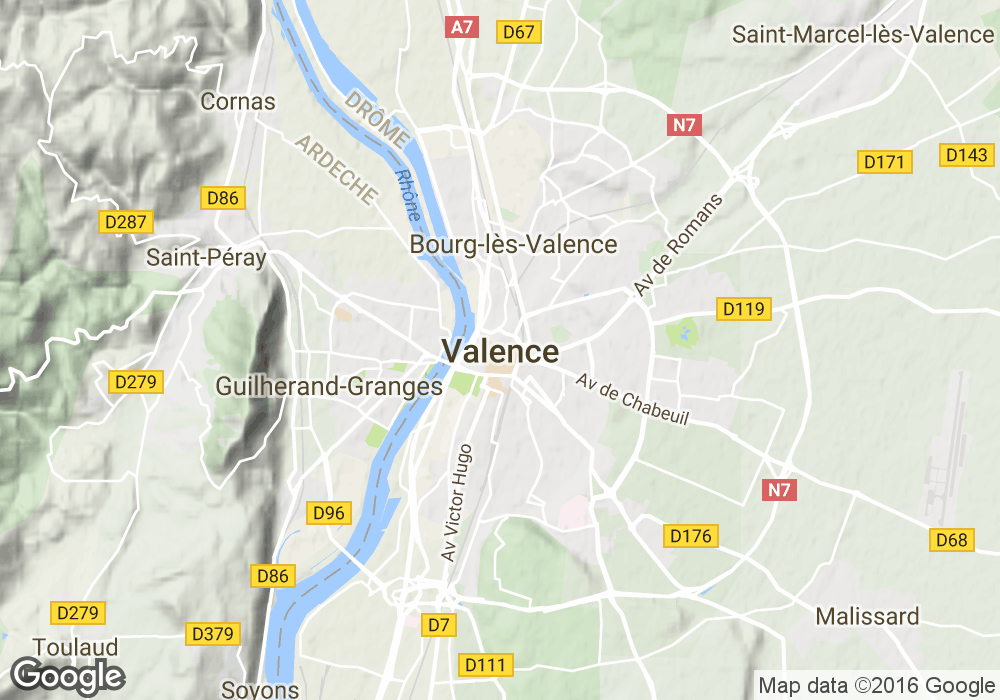 A7
D67
Saint-Marcel-lès-Valence
Cornas
DRÔME
N7
ARDECHE
D171
D143
D86
Rhône
D287
Av de Romans
Bourg-lès-Valence
Saint-Péray
D119
Valence
D279
Guilherand-Granges
Av de Chabeuil
Av Victor Hugo
N7
D96
D176
D68
D86
D279
D379
D7
Malissard
Toulaud
D111
Soyons
Google
Map data ©2016 Google